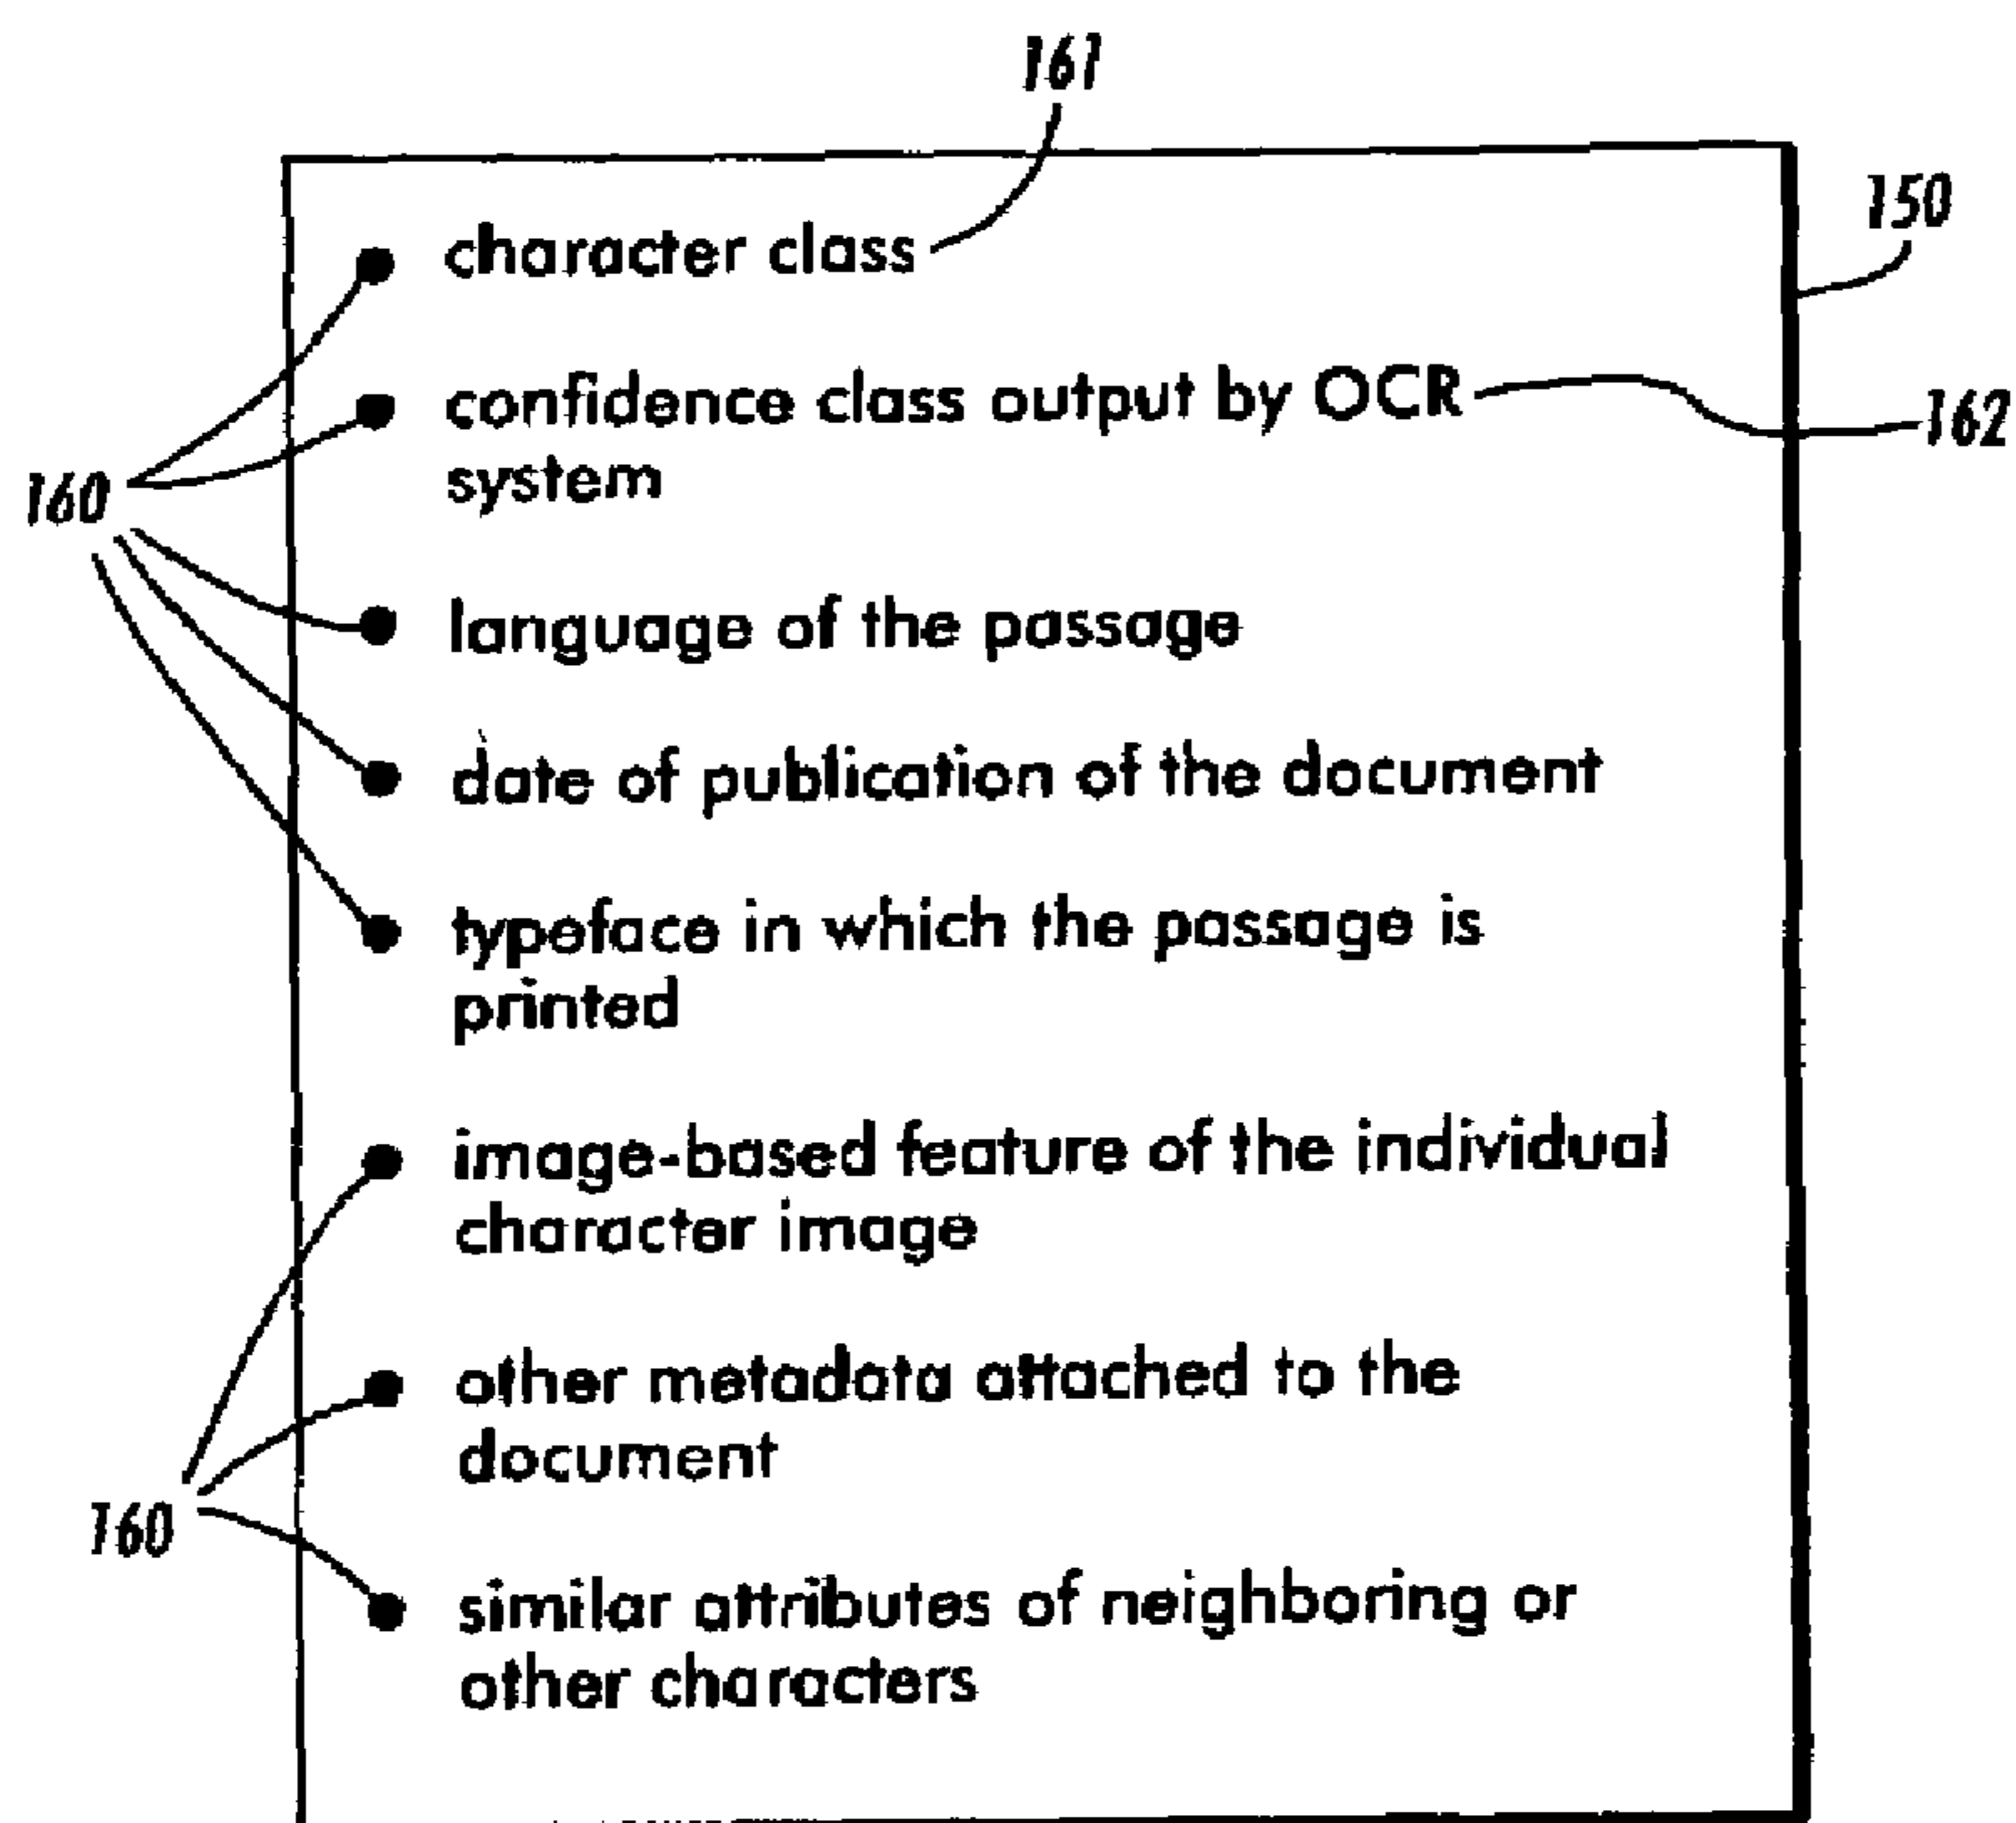 161
150
● character class
● confidence class output by OCR
system
162
160
● language of the passage
● date of publication of the document
● typeface in which the passage is
printed
● image-based feature of the individual
character image
● other metadata attached to the
document
160
● similar attributes of neighboring or
other characters